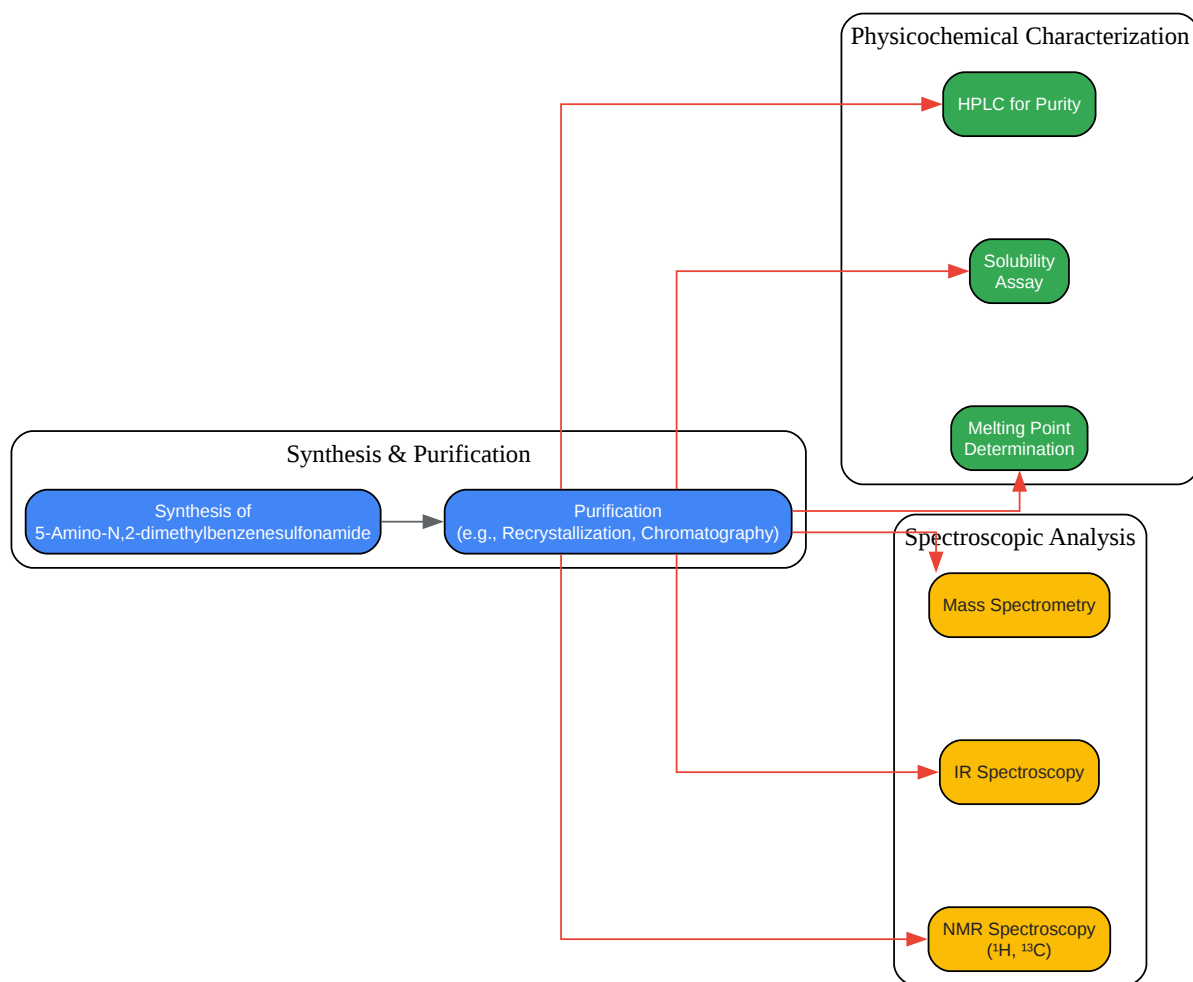 Physicochemical Characterization
HPLC for Purity
Solubility
Assay
Melting Point
Determination
Synthesis & Purification
Synthesis of
5-Amino-N,2-dimethylbenzenesulfonamide
Purification
(e.g., Recrystallization, Chromatography)
Spectroscopic Analysis
Mass Spectrometry
IR Spectroscopy
NMR Spectroscopy
(¹H, ¹³C)